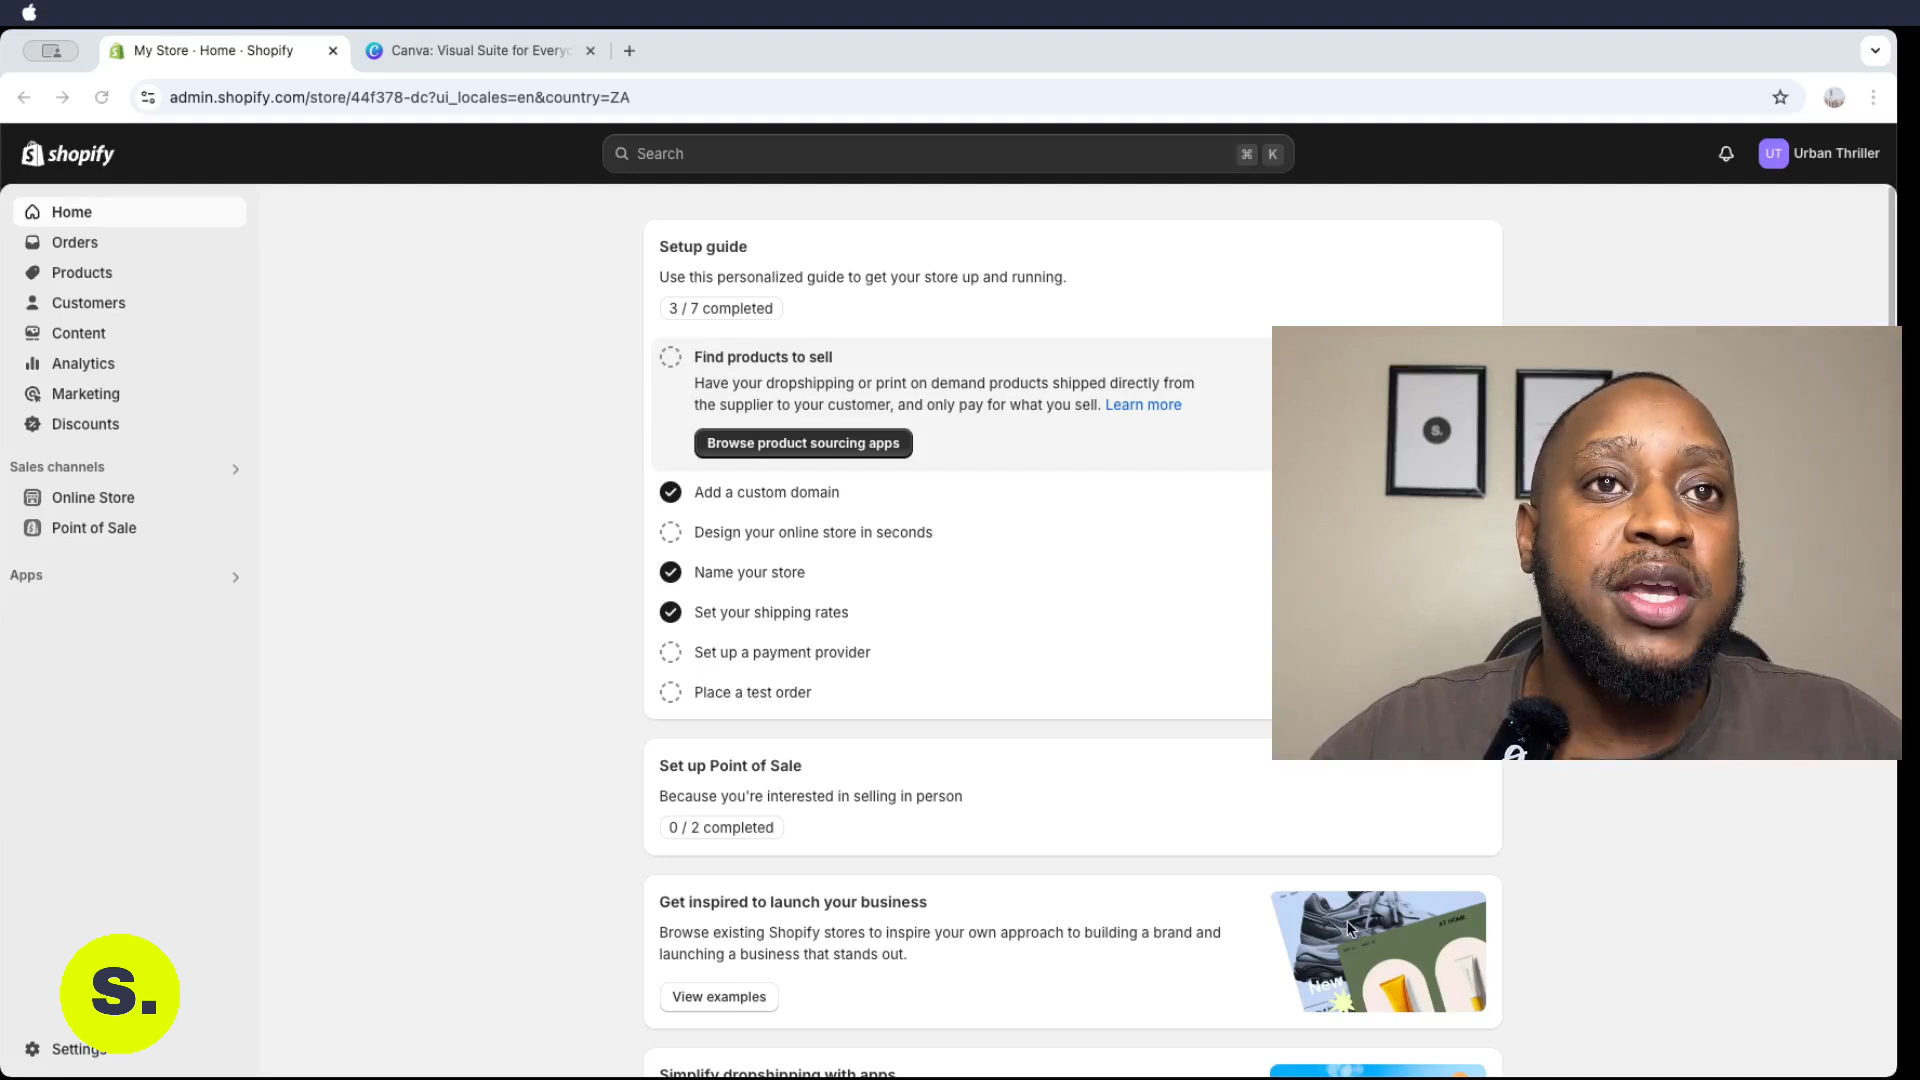 My Store · Home · Shopify
Canva: Visual Suite for Everyo
admin.shopify.com/store/44f378-dc?ui_locales=en&country=ZA
shopify
Search
⌘ K
UT
Urban Thriller
Home
Orders
Products
Customers
Content
Analytics
Marketing
Discounts
Sales channels
Online Store
Point of Sale
Apps
Settings
s.
Setup guide
Use this personalized guide to get your store up and running.
3 / 7 completed
Find products to sell
Have your dropshipping or print on demand products shipped directly from
the supplier to your customer, and only pay for what you sell. Learn more
Browse product sourcing apps
Add a custom domain
Design your online store in seconds
Name your store
Set your shipping rates
Set up a payment provider
Place a test order
s.
Set up Point of Sale
Because you're interested in selling in person
0 / 2 completed
Get inspired to launch your business
Browse existing Shopify stores to inspire your own approach to building a brand and
launching a business that stands out.
View examples
New
Simplify dropshipping with apps